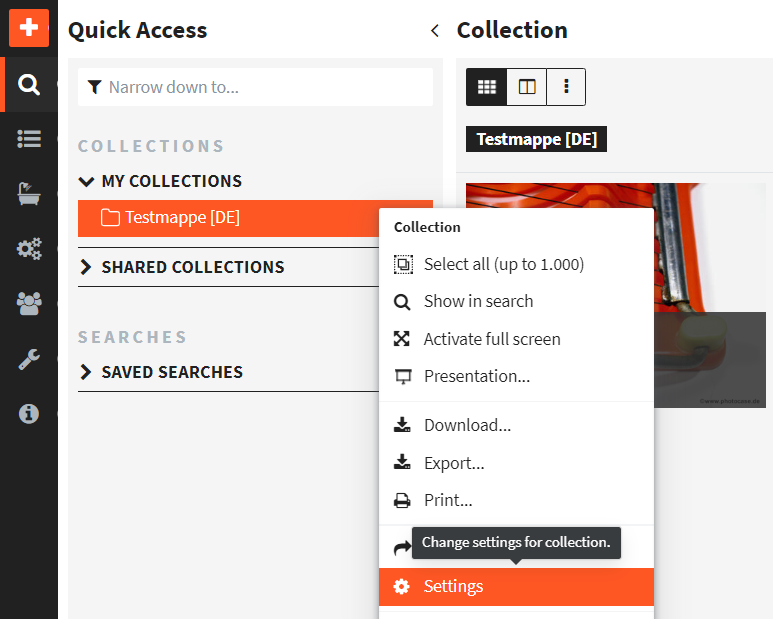 Quick Access
Collection
Narrow down to...
COLLECTIONS
MY COLLECTIONS
Testmappe [DE]
SHARED COLLECTIONS
SEARCHES
SAVED SEARCHES
Testmappe [DE]
©www.photocase.de
Collection
Select all (up to 1.000)
Show in search
Activate full screen
Presentation...
Download...
Export...
Print...
Change settings for collection.
Settings